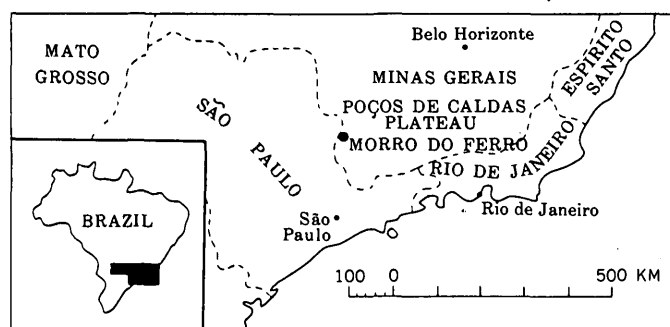 MATO
GROSSO
Belo Horizonte
ESPIRITO
SANTO
MINAS GERAIS
SÃO
PAULO
POÇOS DE CALDAS
PLATEAU
MORRO DO FERRO
RIO DE JANEIRO
BRAZIL
São
Paulo
Rio de Janeiro
100 0 500 KM